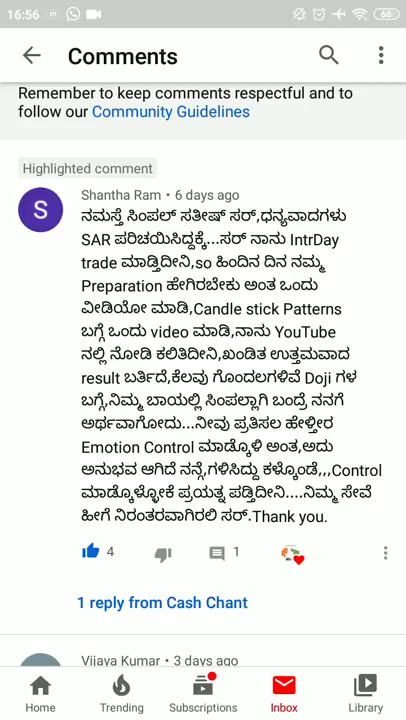 16:56
66
Comments
Remember to keep comments respectful and to
follow our Community Guidelines
Highlighted comment
S
Shantha Ram • 6 days ago
ನಮಸ್ತೆ ಸಿಂಪಲ್ ಸತೀಷ್ ಸರ್,ಧನ್ಯವಾದಗಳು
SAR ಪರಿಚಯಿಸಿದ್ದಕ್ಕೆ...ಸರ್ ನಾನು IntrDay
trade ಮಾಡ್ತಿದೀನಿ,so ಹಿಂದಿನ ದಿನ ನಮ್ಮ
Preparation ಹೇಗಿರಬೇಕು ಅಂತ ಒಂದು
ವೀಡಿಯೋ ಮಾಡಿ,Candle stick Patterns
ಬಗ್ಗೆ ಒಂದು video ಮಾಡಿ,ನಾನು YouTube
ನಲ್ಲಿ ನೋಡಿ ಕಲಿತಿದೀನಿ,ಖಂಡಿತ ಉತ್ತಮವಾದ
result ಬರ್ತಿದೆ,ಕೆಲವು ಗೊಂದಲಗಳಿವೆ Doji ಗಳ
ಬಗ್ಗೆ,ನಿಮ್ಮ ಬಾಯಲ್ಲಿ ಸಿಂಪಲ್ಲಾಗಿ ಬಂದ್ರೆ ನನಗೆ
ಅರ್ಥವಾಗೋದು...ನೀವು ಪ್ರತಿಸಲ ಹೇಳ್ತೀರ
Emotion Control ಮಾಡ್ಕೊಳಿ ಅಂತ,ಅದು
ಅನುಭವ ಆಗಿದೆ ನನ್ಗೆ,ಗಳಿಸಿದ್ದು ಕಳ್ಕೊಂಡೆ,,,Control
ಮಾಡ್ಕೊಳ್ಳೋಕೆ ಪ್ರಯತ್ನ ಪಡ್ತಿದೀನಿ....ನಿಮ್ಮ ಸೇವೆ
ಹೀಗೆ ನಿರಂತರವಾಗಿರಲಿ ಸರ್.Thank you.
4 1
1 reply from Cash Chant
Vijaya Kumar • 3 days ago
Home Trending Subscriptions Inbox Library